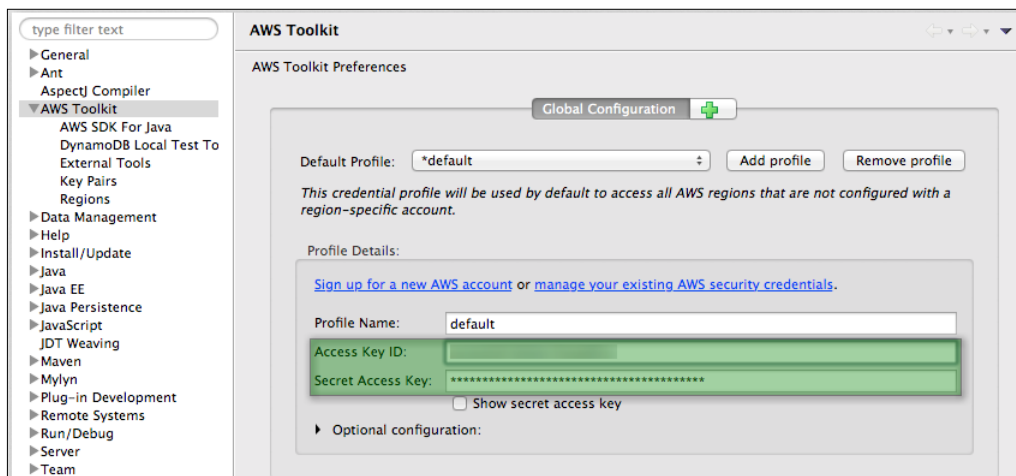 type filter text
General
Ant
AspectJ Compiler
AWS Toolkit
AWS SDK For Java
DynamoDB Local Test To
External Tools
Key Pairs
Regions
Data Management
Help
Install/Update
Java
Java EE
Java Persistence
JavaScript
JDT Weaving
Maven
Mylyn
Plug-in Development
Remote Systems
Run/Debug
Server
Team
AWS Toolkit
AWS Toolkit Preferences
Global Configuration
Default Profile: *default Add profile Remove profile
This credential profile will be used by default to access all AWS regions that are not configured with a
region-specific account.
Profile Details:
Sign up for a new AWS account or manage your existing AWS security credentials.
Profile Name: default
Access Key ID:
Secret Access Key: ****************************************
Show secret access key
Optional configuration: